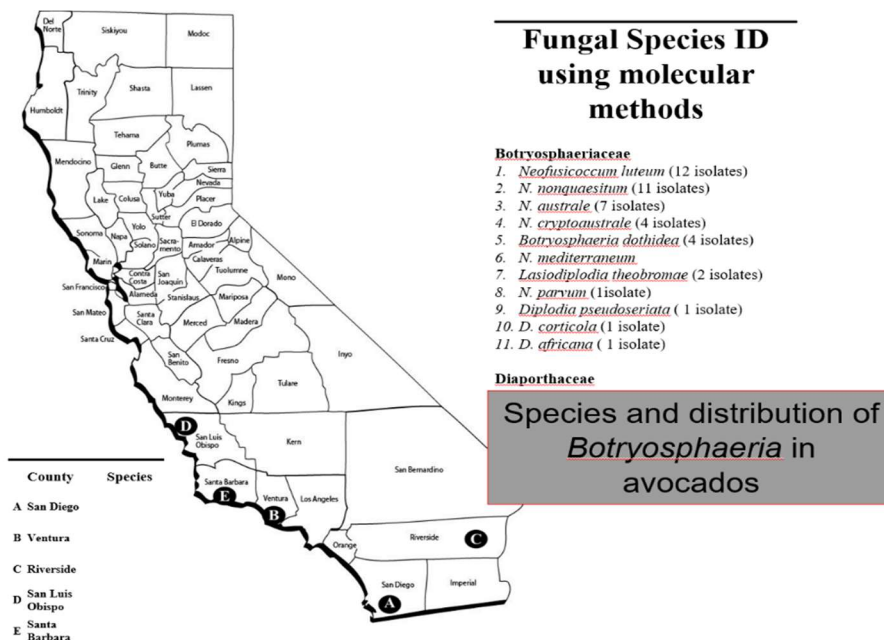 Del
Norte
Siskiyou
Modoc
Humboldt
Trinity
Shasta
Lassen
Tehama
Plumas
Mendocino
Glenn
Butte
Sierra
Nevada
Lake
Colusa
Yuba
Placer
Sutter
El Dorado
Sonoma
Napa
Yolo
Solano
Sacra-
mento
Amador
Alpine
Calaveras
Marin
Contra
Costa
San
Joaquin
Tuolumne
Mono
San Francisco
Alameda
Stanislaus
Mariposa
San Mateo
Santa
Clara
Merced
Madera
Santa Cruz
San
Benito
Fresno
Inyo
Monterey
Kings
Tulare
D
San Luis
Obispo
Kern
San Bernardino
Santa Barbara
E
Ventura
B
Los Angeles
Orange
Riverside
C
San Diego
Imperial
A
Fungal Species ID
using molecular
methods
Botryosphaeriaceae
1. Neofusicoccum luteum (12 isolates)
2. N. nonquaesitum (11 isolates)
3. N. australe (7 isolates)
4. N. cryptoaustrale (4 isolates)
5. Botryosphaeria dothidea (4 isolates)
6. N. mediterraneum
7. Lasiodiplodia theobromae (2 isolates)
8. N. parvum (1isolate)
9. Diplodia pseudoseriata ( 1 isolate)
10. D. corticola (1 isolate)
11. D. africana ( 1 isolate)
Diaporthaceae
Species and distribution of
Botryosphaeria in
avocados
County Species
A San Diego
B Ventura
C Riverside
D San Luis
Obispo
E Santa
Barbara